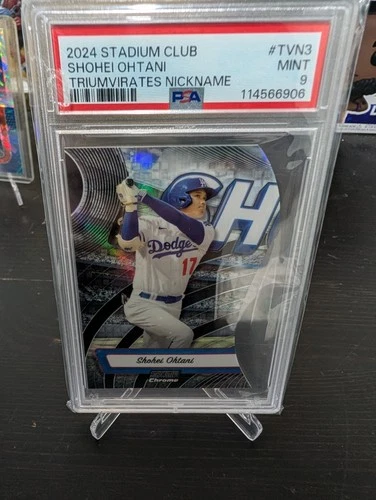 2024 STADIUM CLUB #TVN3
SHOHEI OHTANI MINT
TRIUMVIRATES NICKNAME 9
PSA 114566906
H
Dodgers
17
Shohei Ohtani
Chrome